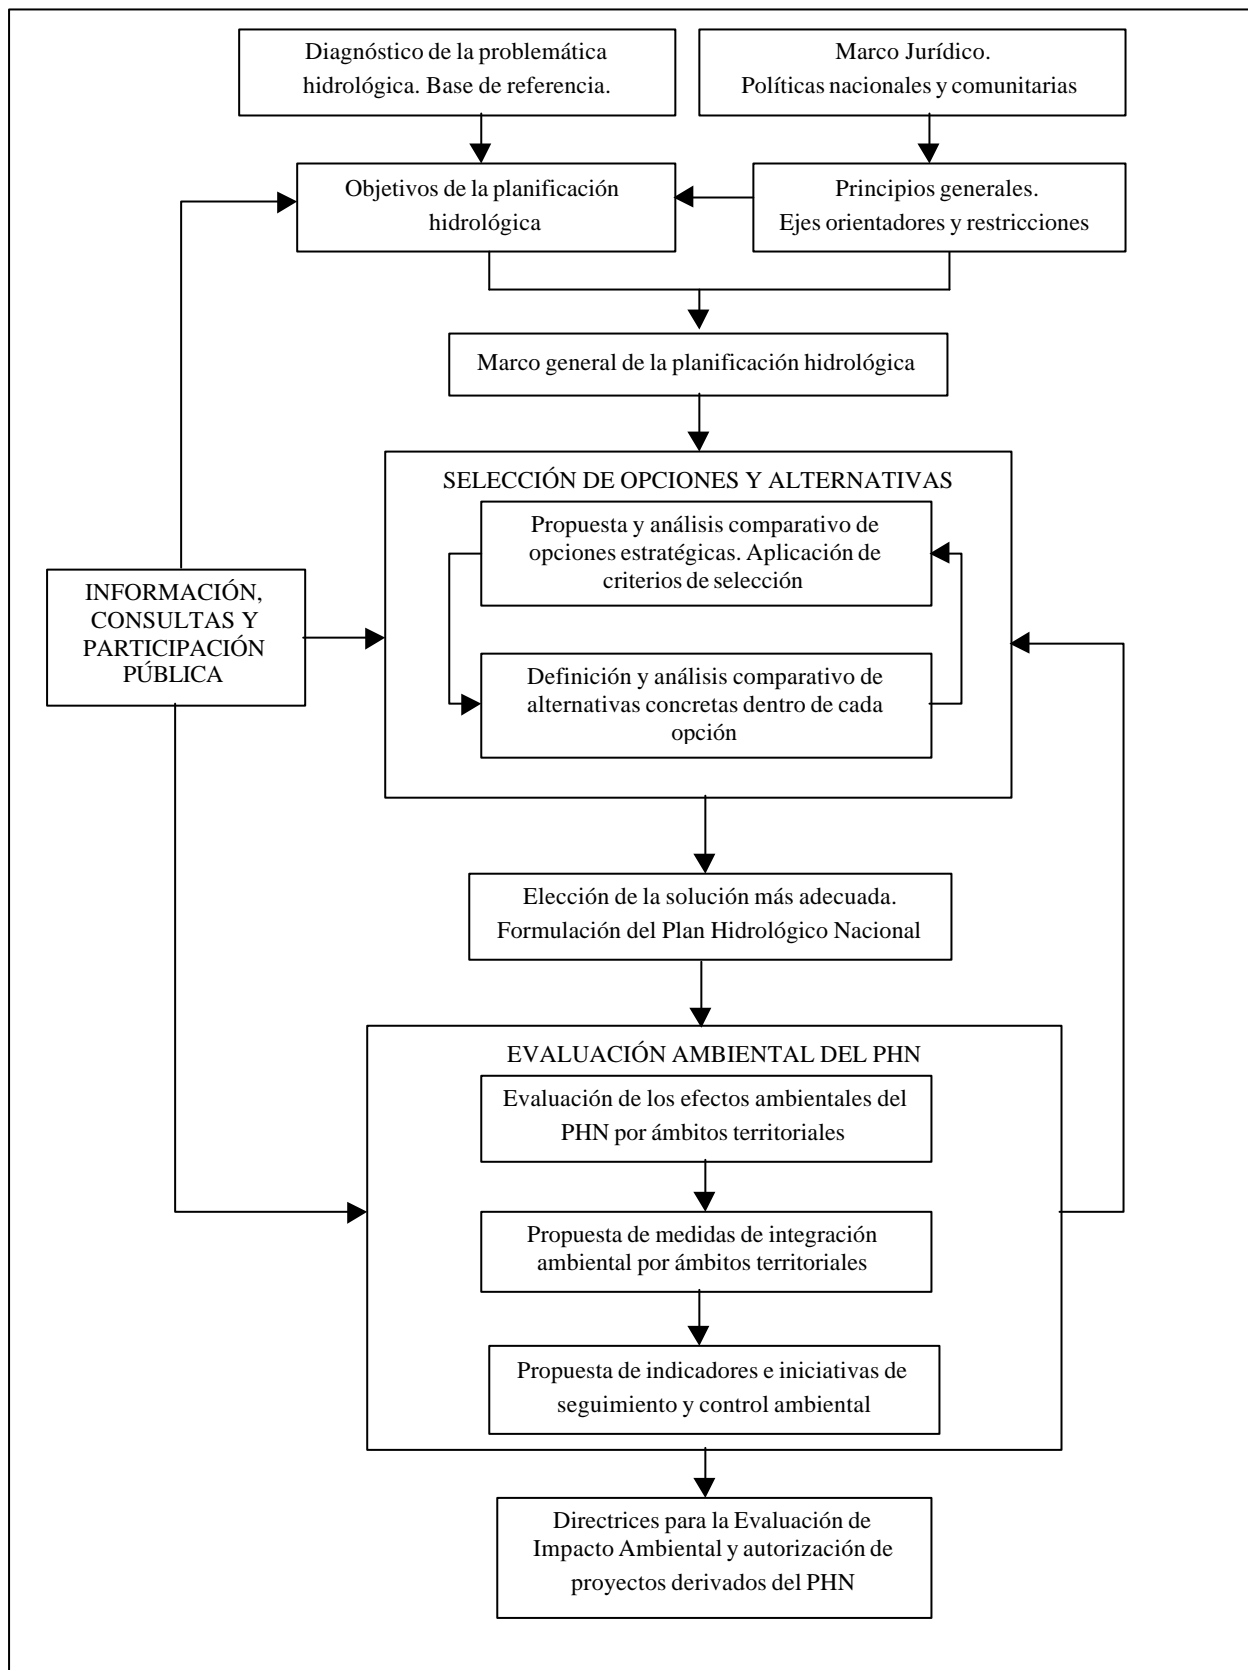 Diagnóstico de la problemática
hidrológica. Base de referencia.
Marco Jurídico.
Políticas nacionales y comunitarias
Objetivos de la planificación
hidrológica
Principios generales.
Ejes orientadores y restricciones
Marco general de la planificación hidrológica
SELECCIÓN DE OPCIONES Y ALTERNATIVAS
Propuesta y análisis comparativo de
opciones estratégicas. Aplicación de
criterios de selección
INFORMACIÓN,
CONSULTAS Y
PARTICIPACIÓN
PÚBLICA
Definición y análisis comparativo de
alternativas concretas dentro de cada
opción
Elección de la solución más adecuada.
Formulación del Plan Hidrológico Nacional
EVALUACIÓN AMBIENTAL DEL PHN
Evaluación de los efectos ambientales del
PHN por ámbitos territoriales
Propuesta de medidas de integración
ambiental por ámbitos territoriales
Propuesta de indicadores e iniciativas de
seguimiento y control ambiental
Directrices para la Evaluación de
Impacto Ambiental y autorización de
proyectos derivados del PHN